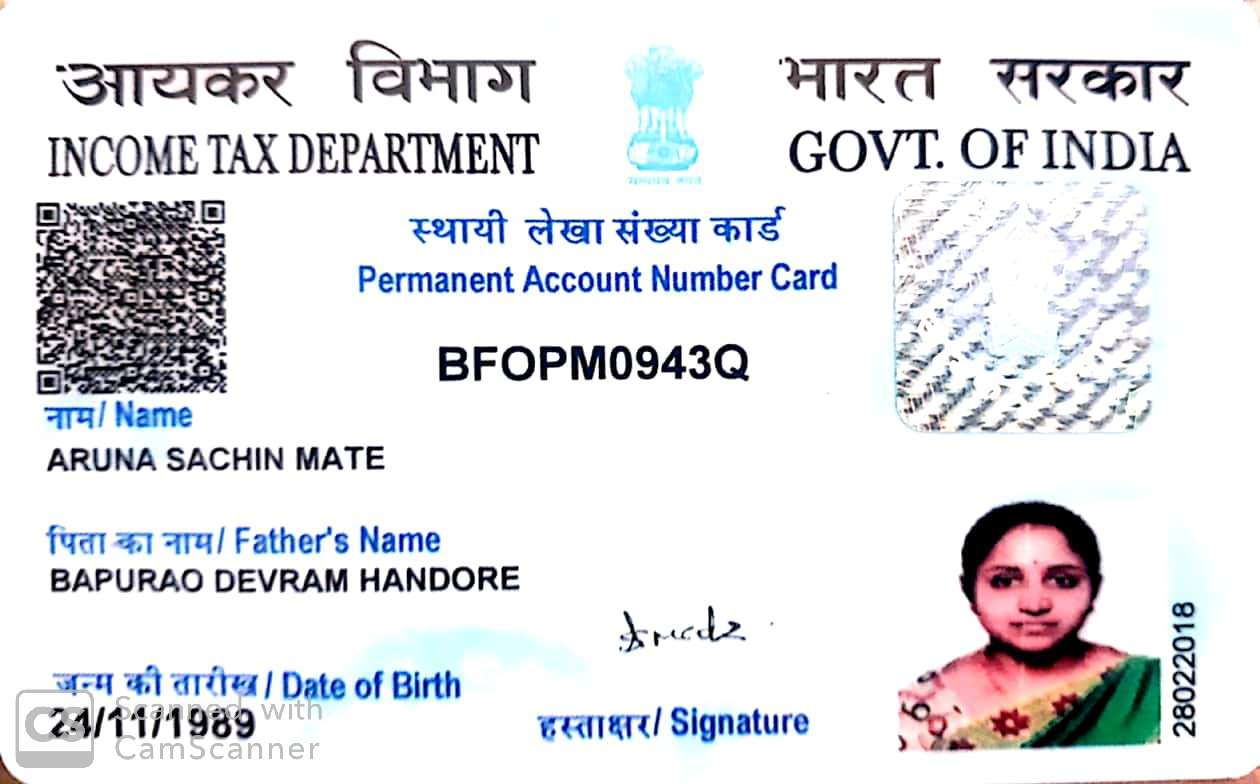 आयकर विभाग
INCOME TAX DEPARTMENT
भारत सरकार
GOVT. OF INDIA
स्थायी लेखा संख्या कार्ड
Permanent Account Number Card
BFOPM0943Q
नाम/ Name
ARUNA SACHIN MATE
पिता का नाम/ Father's Name
BAPURAO DEVRAM HANDORE
जन्म की तारीख/ Date of Birth
24/11/1989
हस्ताक्षर/ Signature
28022018
CS Scanned with
CamScanner